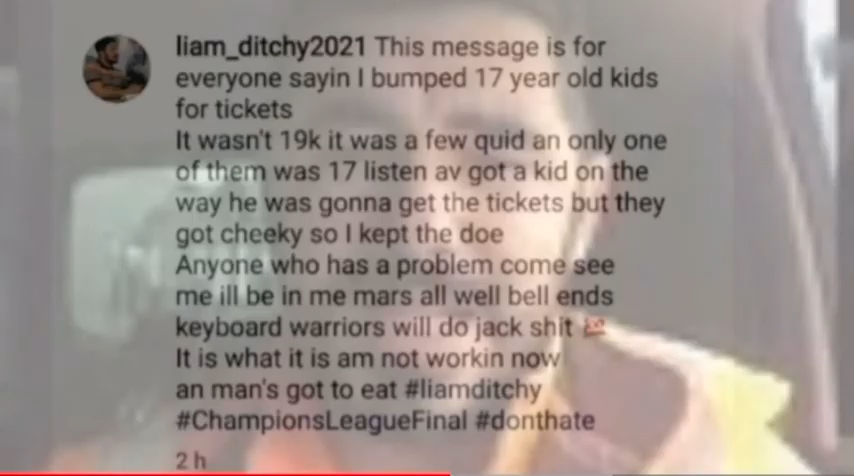 liam_ditchy2021 This message is for
everyone sayin I bumped 17 year old kids
for tickets
It wasn't 19k it was a few quid an only one
of them was 17 listen av got a kid on the
way he was gonna get the tickets but they
got cheeky so I kept the doe
Anyone who has a problem come see
me ill be in me mars all well bell ends
keyboard warriors will do jack shit 💯
It is what it is am not workin now
an man's got to eat #liamditchy
#ChampionsLeagueFinal #donthate
2 h